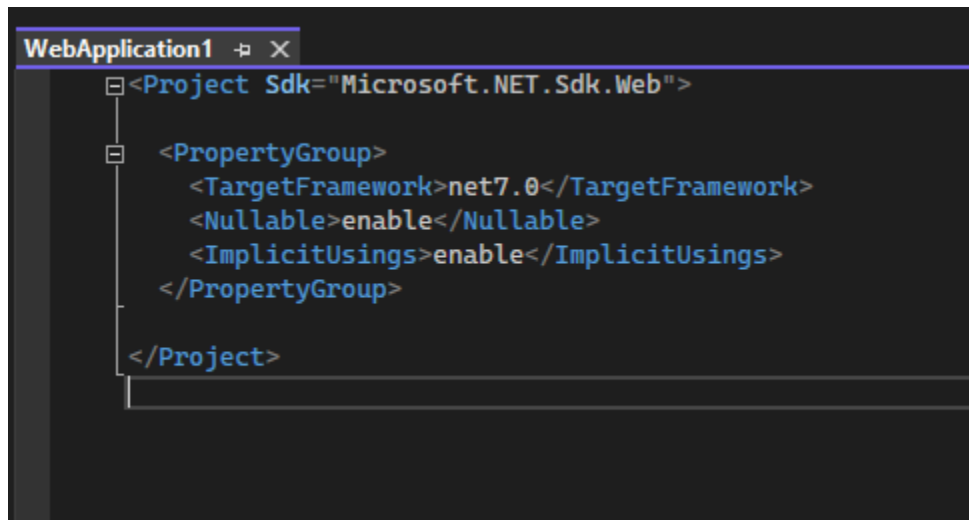 WebApplication1
<Project Sdk="Microsoft.NET.Sdk.Web">
<PropertyGroup>
<TargetFramework>net7.0</TargetFramework>
<Nullable>enable</Nullable>
<ImplicitUsings>enable</ImplicitUsings>
</PropertyGroup>
</Project>